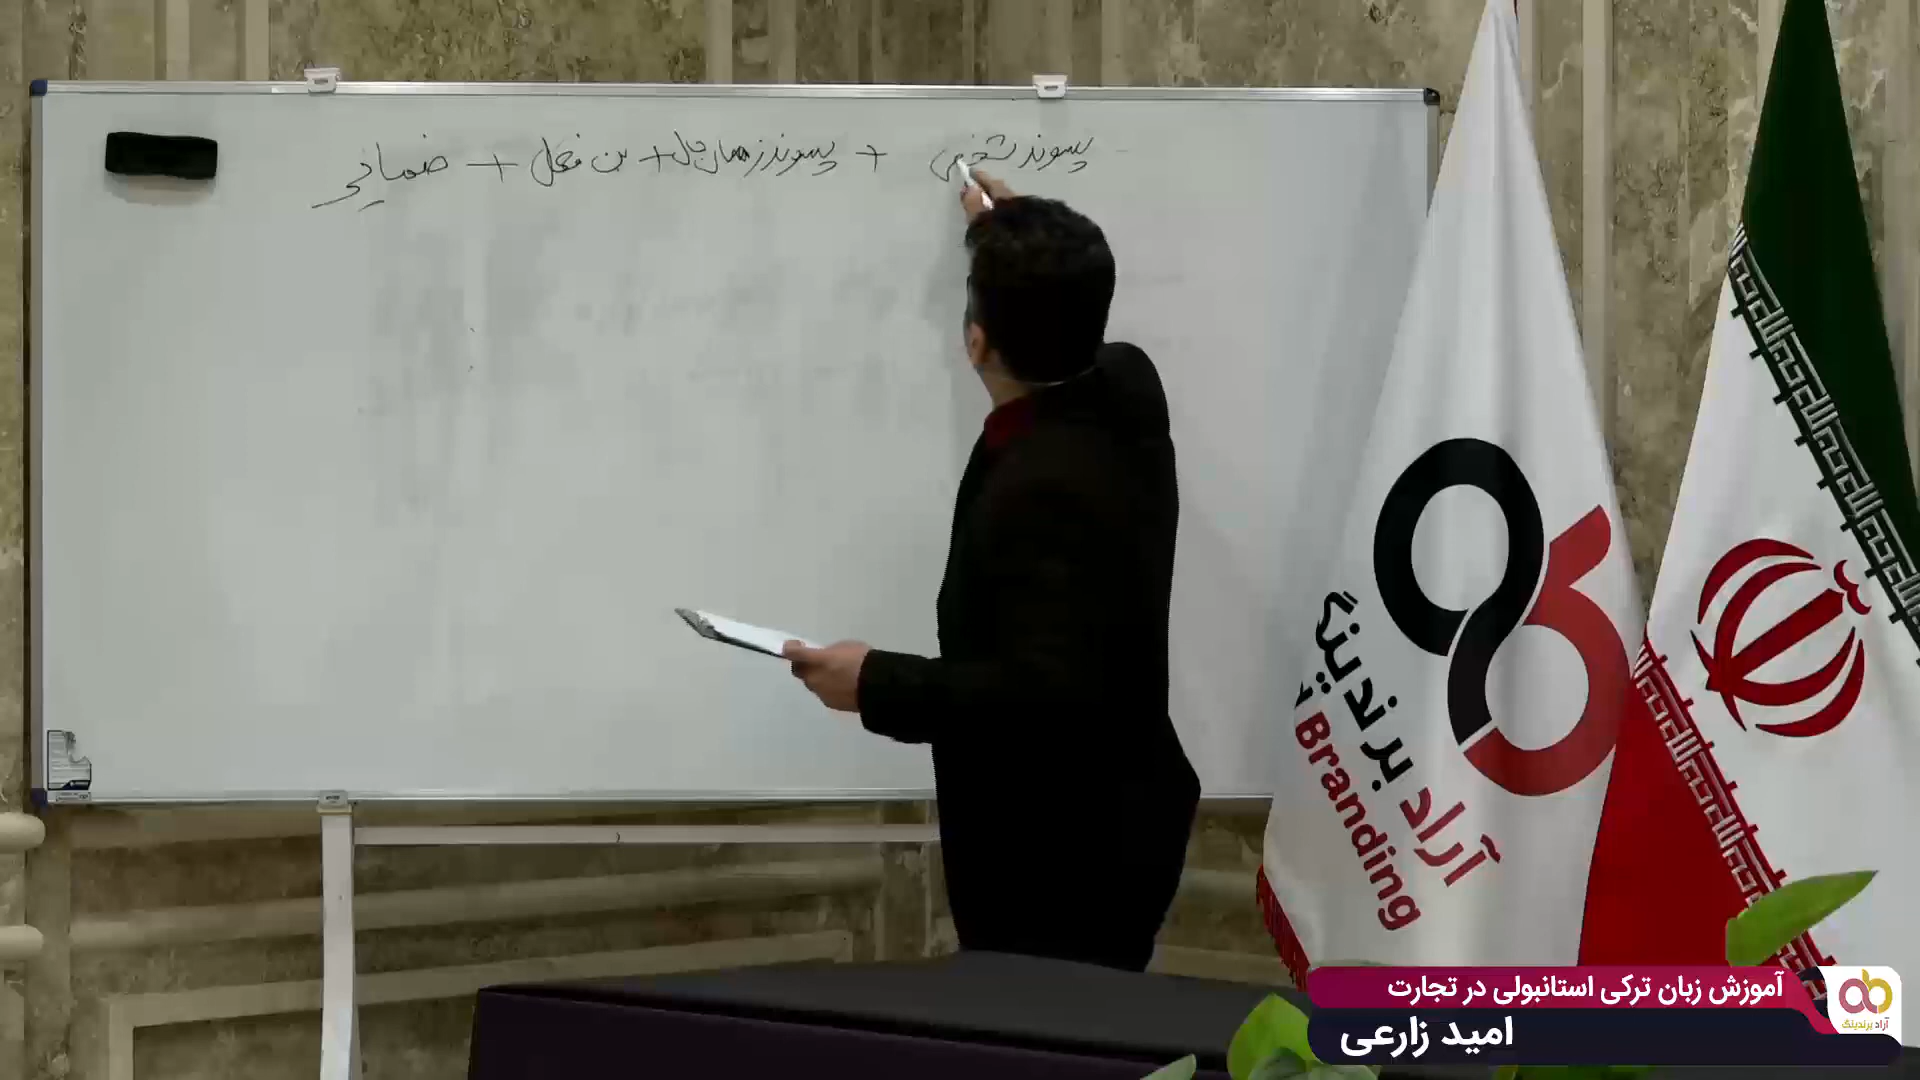 ضمایر + بن فعل + پسوند زمان حال + پسوند شخصی
آراد برندینگ
Branding
آموزش زبان ترکی استانبولی در تجارت
امید زارعی
آراد برندینگ